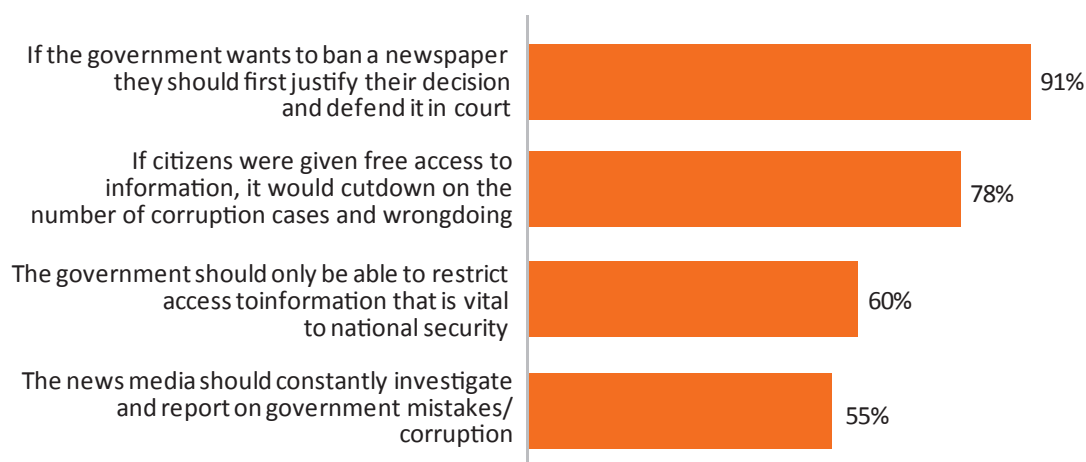 If the government wants to ban a newspaper
they should first justify their decision
and defend it in court
91%
If citizens were given free access to
information, it would cutdown on the
number of corruption cases and wrongdoing
78%
The government should only be able to restrict
access toinformation that is vital
to national security
60%
The news media should constantly investigate
and report on government mistakes/
corruption
55%